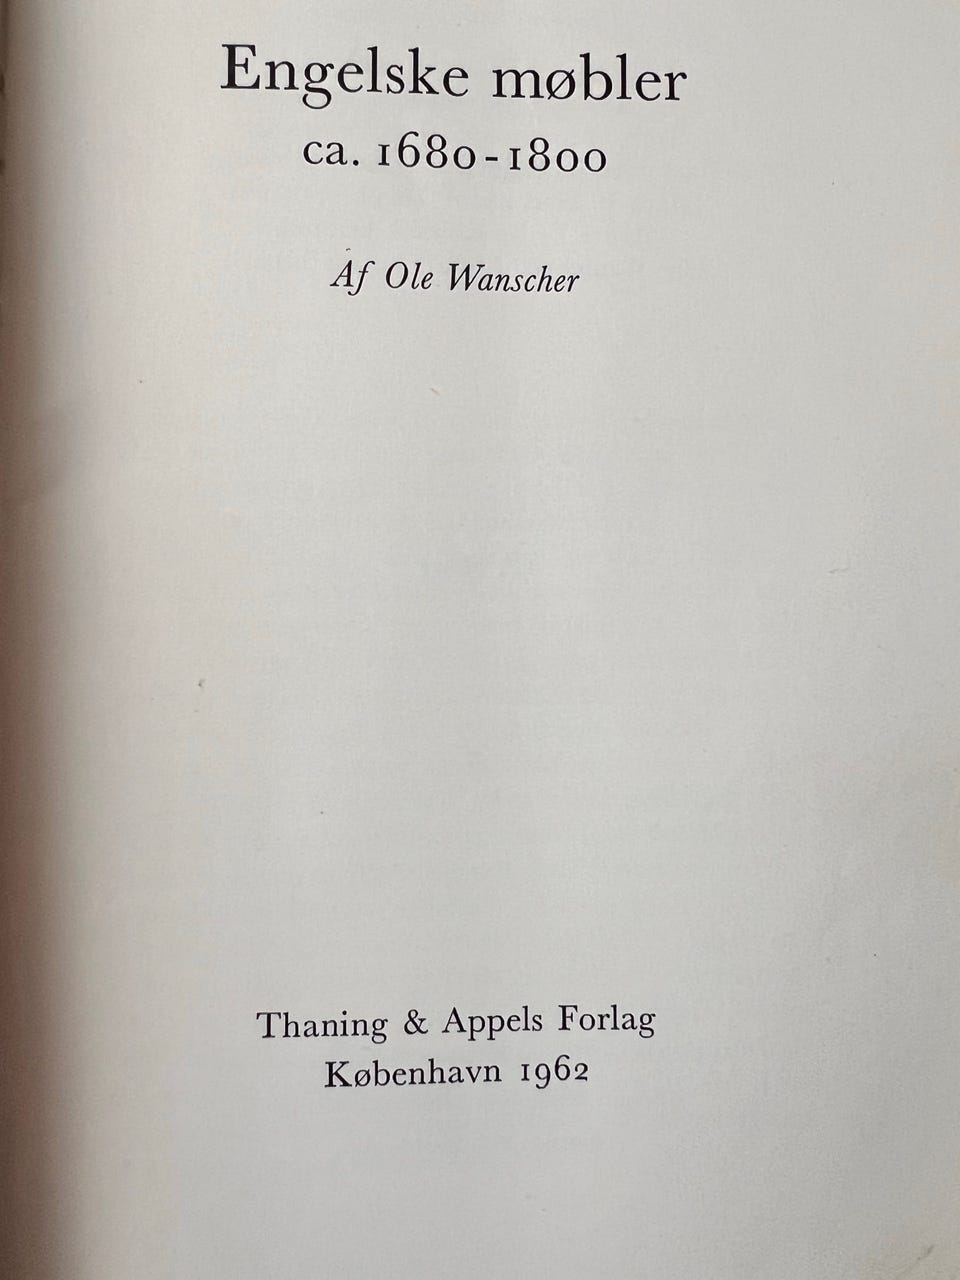 Engelske møbler
ca. 1680-1800
Af Ole Wanscher
Thaning & Appels Forlag
København 1962